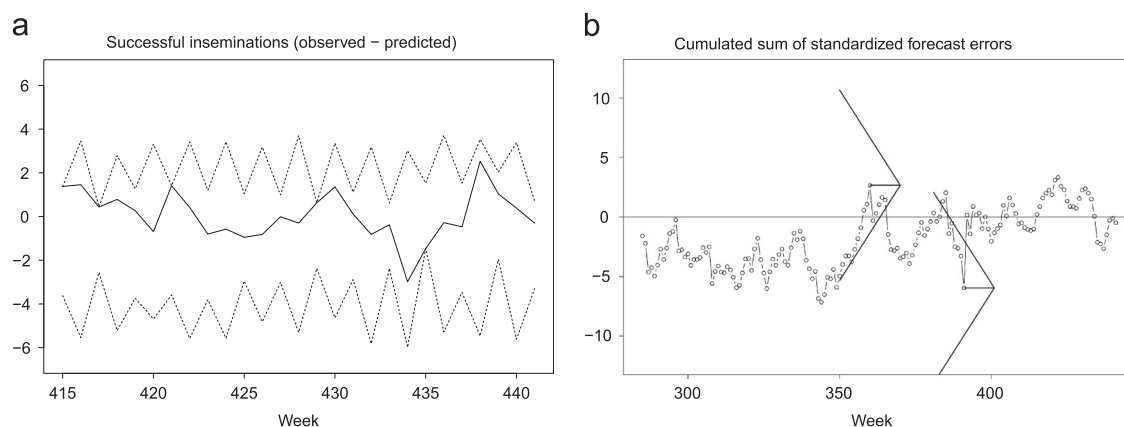 a
Successful inseminations (observed − predicted)
6
4
2
0
−2
−4
−6
415 420 425 430 435 440
Week
b
Cumulated sum of standardized forecast errors
10
5
0
−5
−10
300 350 400
Week